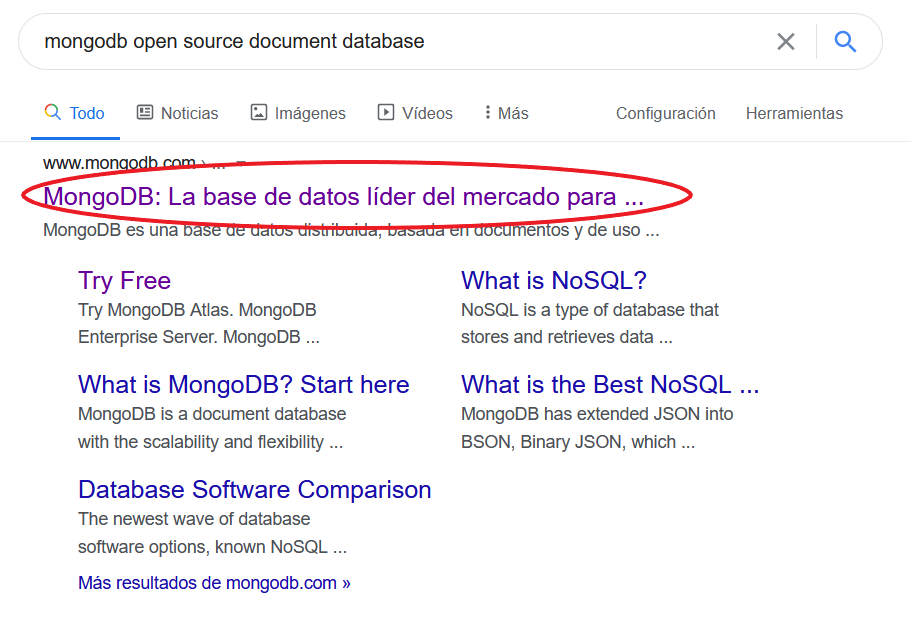 mongodb open source document database
Todo Noticias Imágenes Vídeos Más Configuración Herramientas
www.mongodb.com › ...
MongoDB: La base de datos líder del mercado para ...
MongoDB es una base de datos distribuida, basada en documentos y de uso ...
Try Free
Try MongoDB Atlas. MongoDB
Enterprise Server. MongoDB ...
What is NoSQL?
NoSQL is a type of database that
stores and retrieves data ...
What is MongoDB? Start here
MongoDB is a document database
with the scalability and flexibility ...
What is the Best NoSQL ...
MongoDB has extended JSON into
BSON, Binary JSON, which ...
Database Software Comparison
The newest wave of database
software options, known NoSQL ...
Más resultados de mongodb.com »